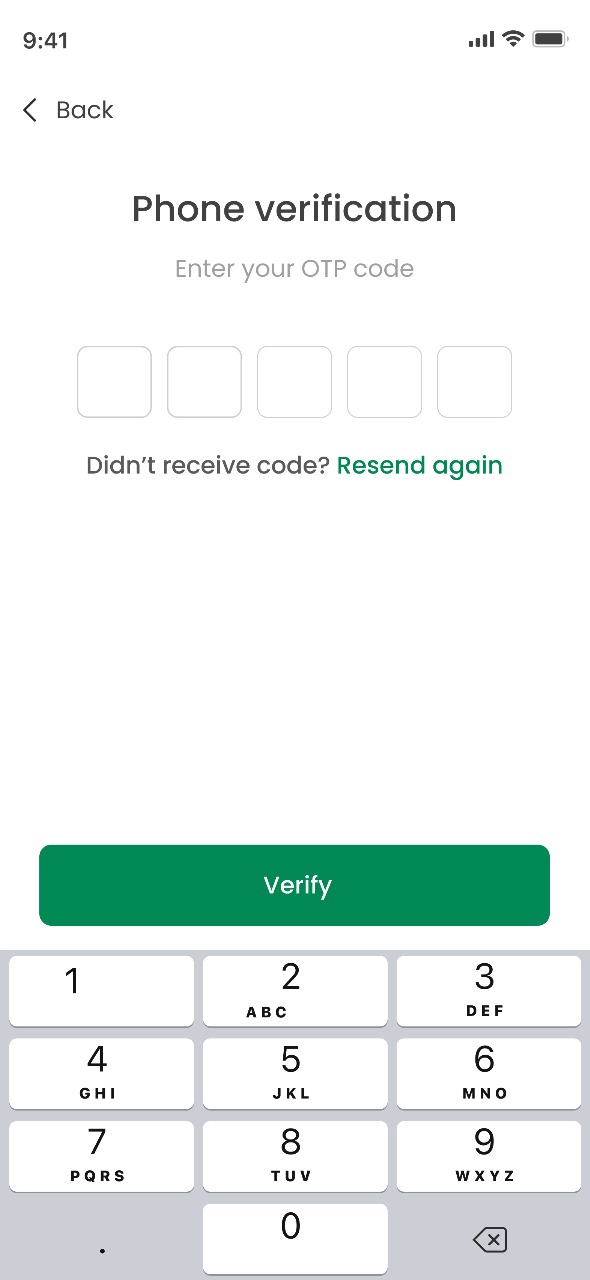 9:41
Back
Phone verification
Enter your OTP code
Didn’t receive code? Resend again
Verify
1 2 3
ABC DEF
4 5 6
GHI JKL MNO
7 8 9
PQRS TUV WXYZ
. 0